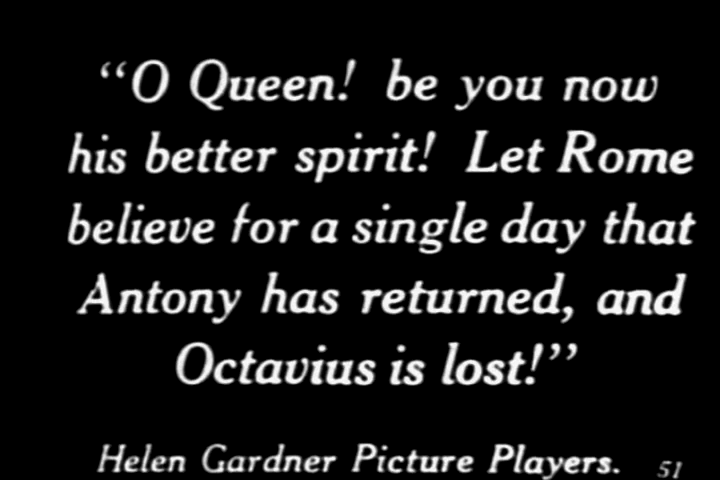 “O Queen! be you now
his better spirit! Let Rome
believe for a single day that
Antony has returned, and
Octavius is lost!”
Helen Gardner Picture Players. 51